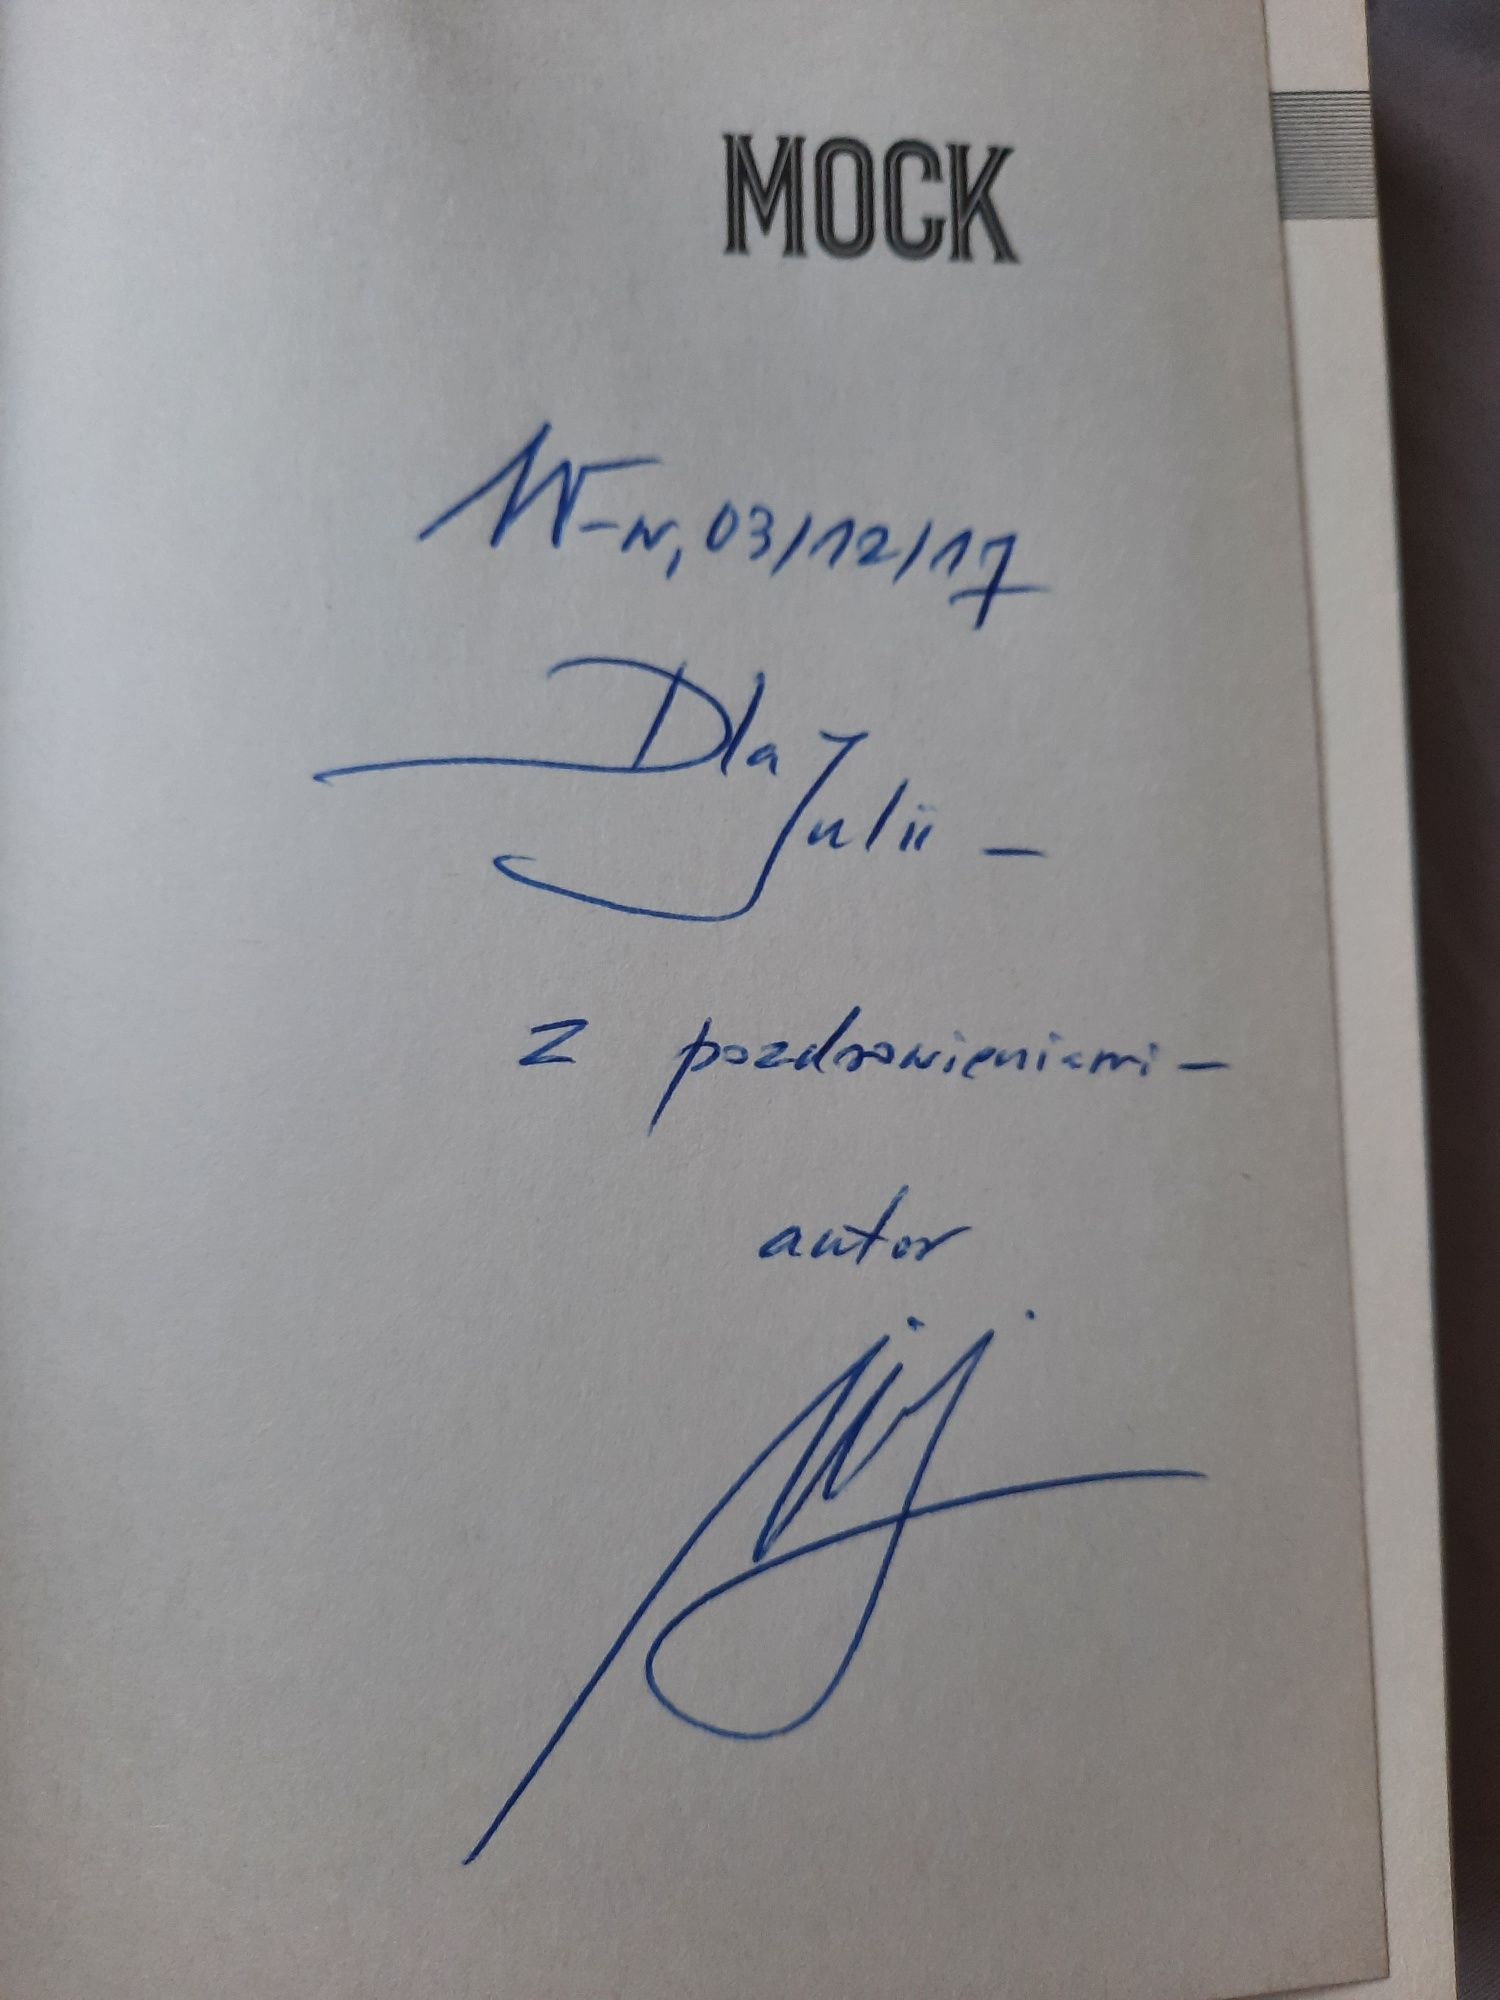 MOCK
W-w, 03/12/17
Dla
Julii –
z pozdrowieniami –
autor